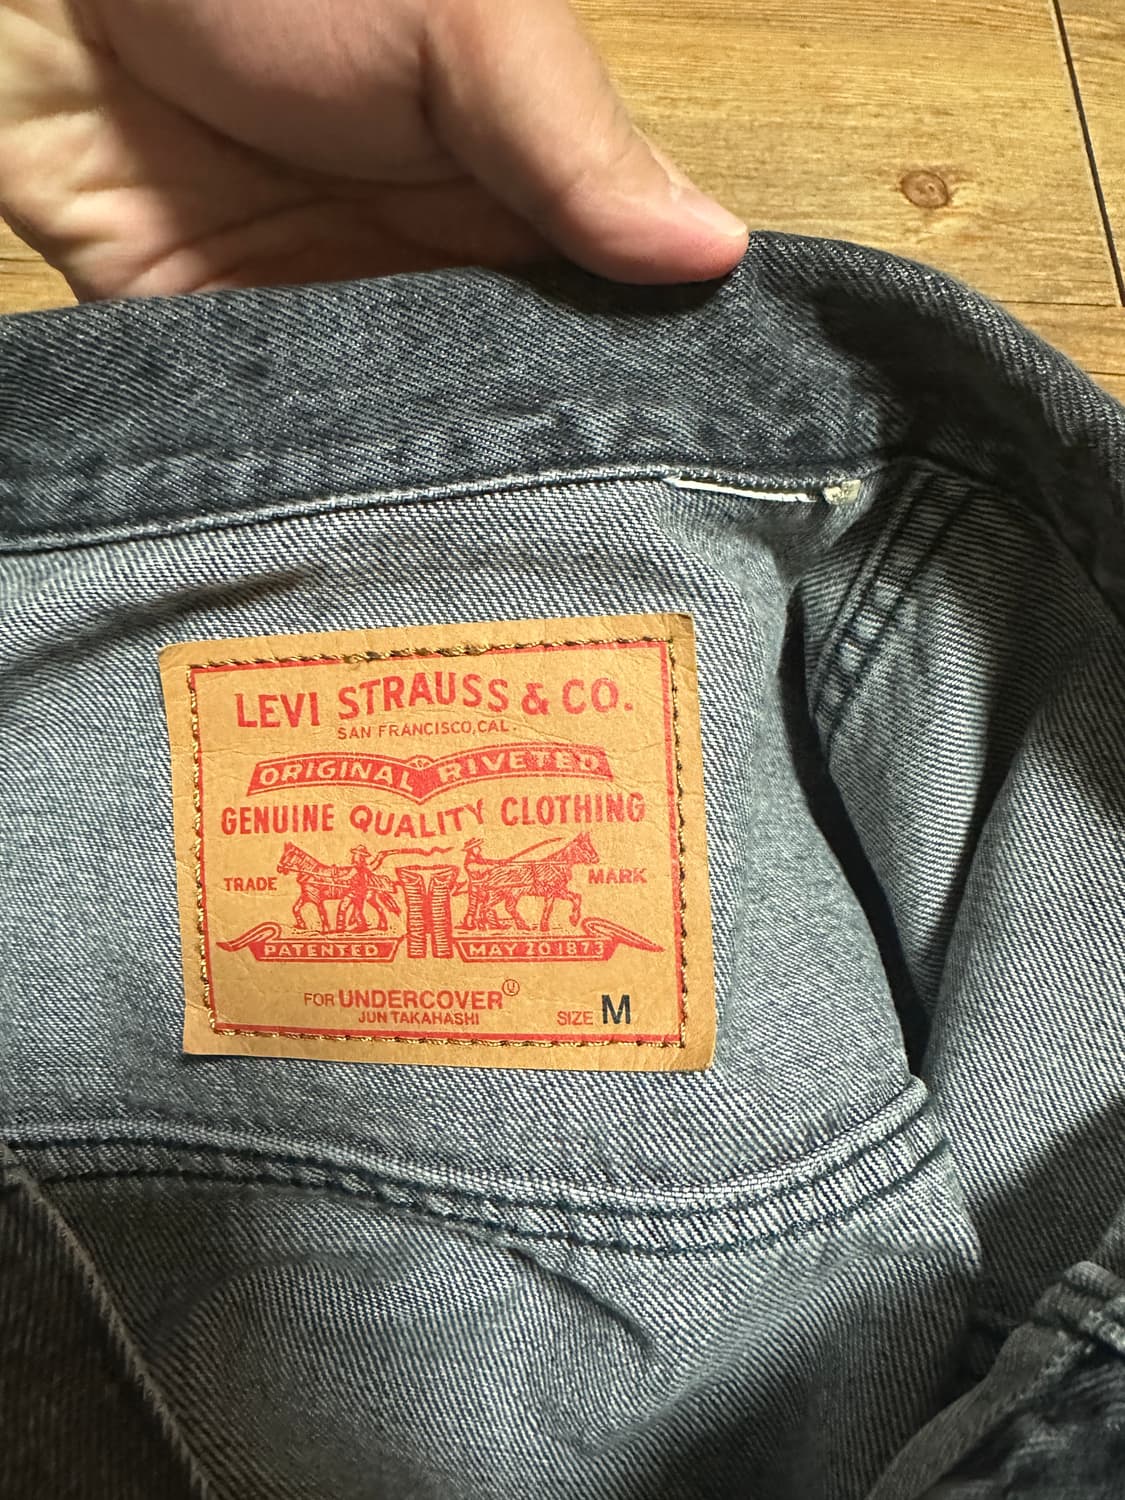 LEVI STRAUSS & CO.
SAN FRANCISCO, CAL.
ORIGINAL RIVETED
GENUINE QUALITY CLOTHING
TRADE MARK
PATENTED MAY 20 1873
FOR UNDERCOVER Ⓤ
JUN TAKAHASHI
SIZE M